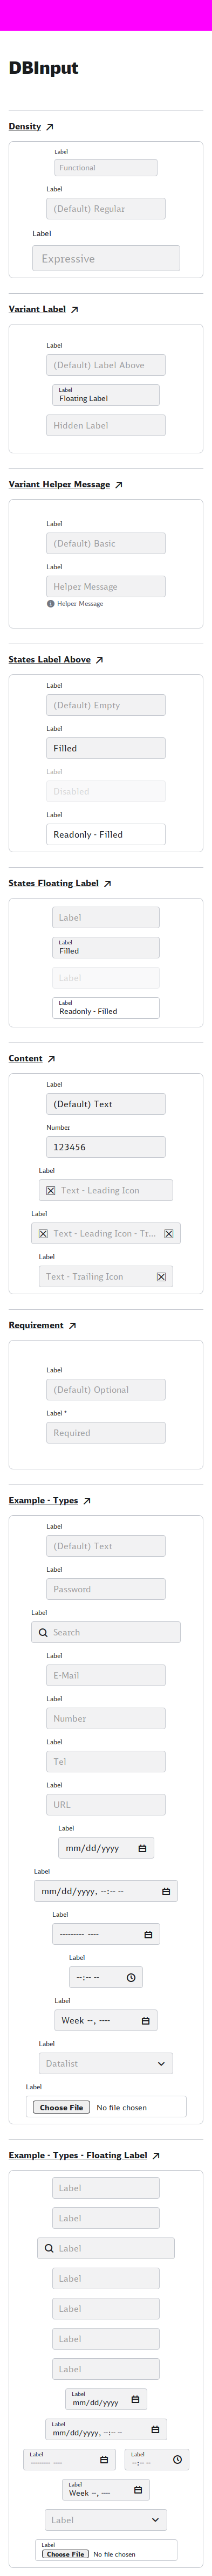 DBInput
Density
Label
Functional
Label
(Default) Regular
Label
Expressive
Variant Label
Label
(Default) Label Above
Label
Floating Label
Hidden Label
Variant Helper Message
Label
(Default) Basic
Label
Helper Message
Helper Message
States Label Above
Label
(Default) Empty
Label
Filled
Label
Disabled
Label
Readonly - Filled
States Floating Label
Label
Label
Filled
Label
Label
Readonly - Filled
Content
Label
(Default) Text
Number
123456
Label
Text - Leading Icon
Label
Text - Leading Icon - Tr...
Label
Text - Trailing Icon
Requirement
Label
(Default) Optional
Label *
Required
Example - Types
Label
(Default) Text
Label
Password
Label
Search
Label
E-Mail
Label
Number
Label
Tel
Label
URL
Label
mm/dd/yyyy
Label
mm/dd/yyyy, --:-- --
Label
--------- ----
Label
--:-- --
Label
Week --, ----
Label
Datalist
Label
Choose File No file chosen
Example - Types - Floating Label
Label
Label
Label
Label
Label
Label
Label
Label
mm/dd/yyyy
Label
mm/dd/yyyy, --:-- --
Label Label
--------- ---- --:-- --
Label
Week --, ----
Label
Label
Choose File No file chosen